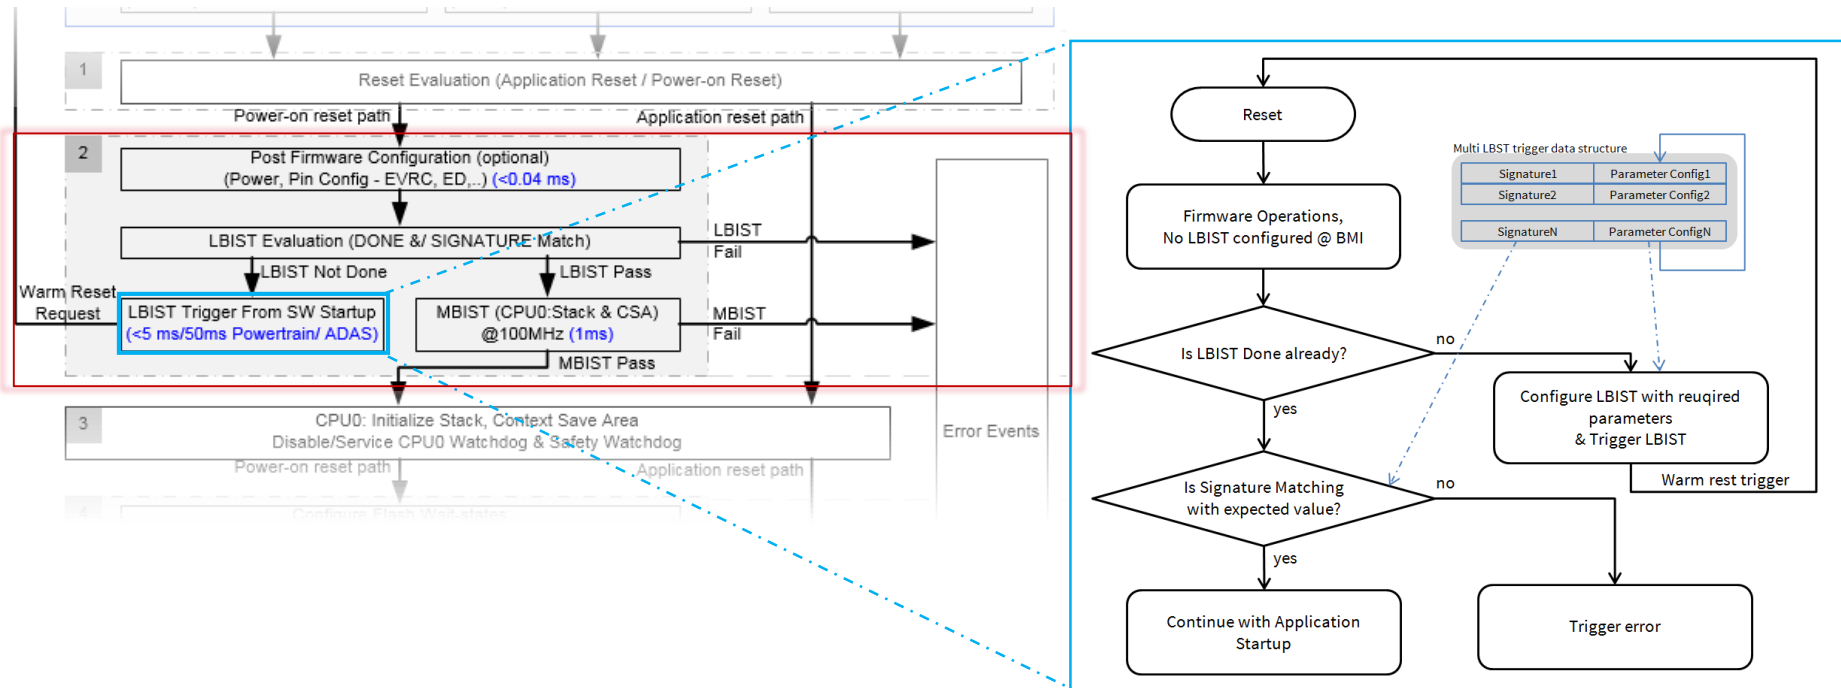 1
Reset Evaluation (Application Reset / Power-on Reset)
Power-on reset path
Application reset path
2
Post Firmware Configuration (optional)
(Power, Pin Config - EVRC, ED,..) (<0.04 ms)
LBIST Evaluation (DONE &/ SIGNATURE Match)
LBIST
Fail
LBIST Not Done
LBIST Pass
Warm Reset
Request
LBIST Trigger From SW Startup
(<5 ms/50ms Powertrain/ ADAS)
MBIST (CPU0:Stack & CSA)
@100MHz (1ms)
MBIST
Fail
MBIST Pass
3
CPU0: Initialize Stack, Context Save Area
Disable/Service CPU0 Watchdog & Safety Watchdog
Error Events
Power-on reset path
Application reset path
4
Configure Flash Wait-states
Reset
Multi LBST trigger data structure
Signature1
Parameter Config1
Signature2
Parameter Config2
SignatureN
Parameter ConfigN
Firmware Operations,
No LBIST configured @ BMI
Is LBIST Done already?
no
yes
Configure LBIST with reuqired
parameters
& Trigger LBIST
Warm rest trigger
Is Signature Matching
with expected value?
no
yes
Continue with Application
Startup
Trigger error